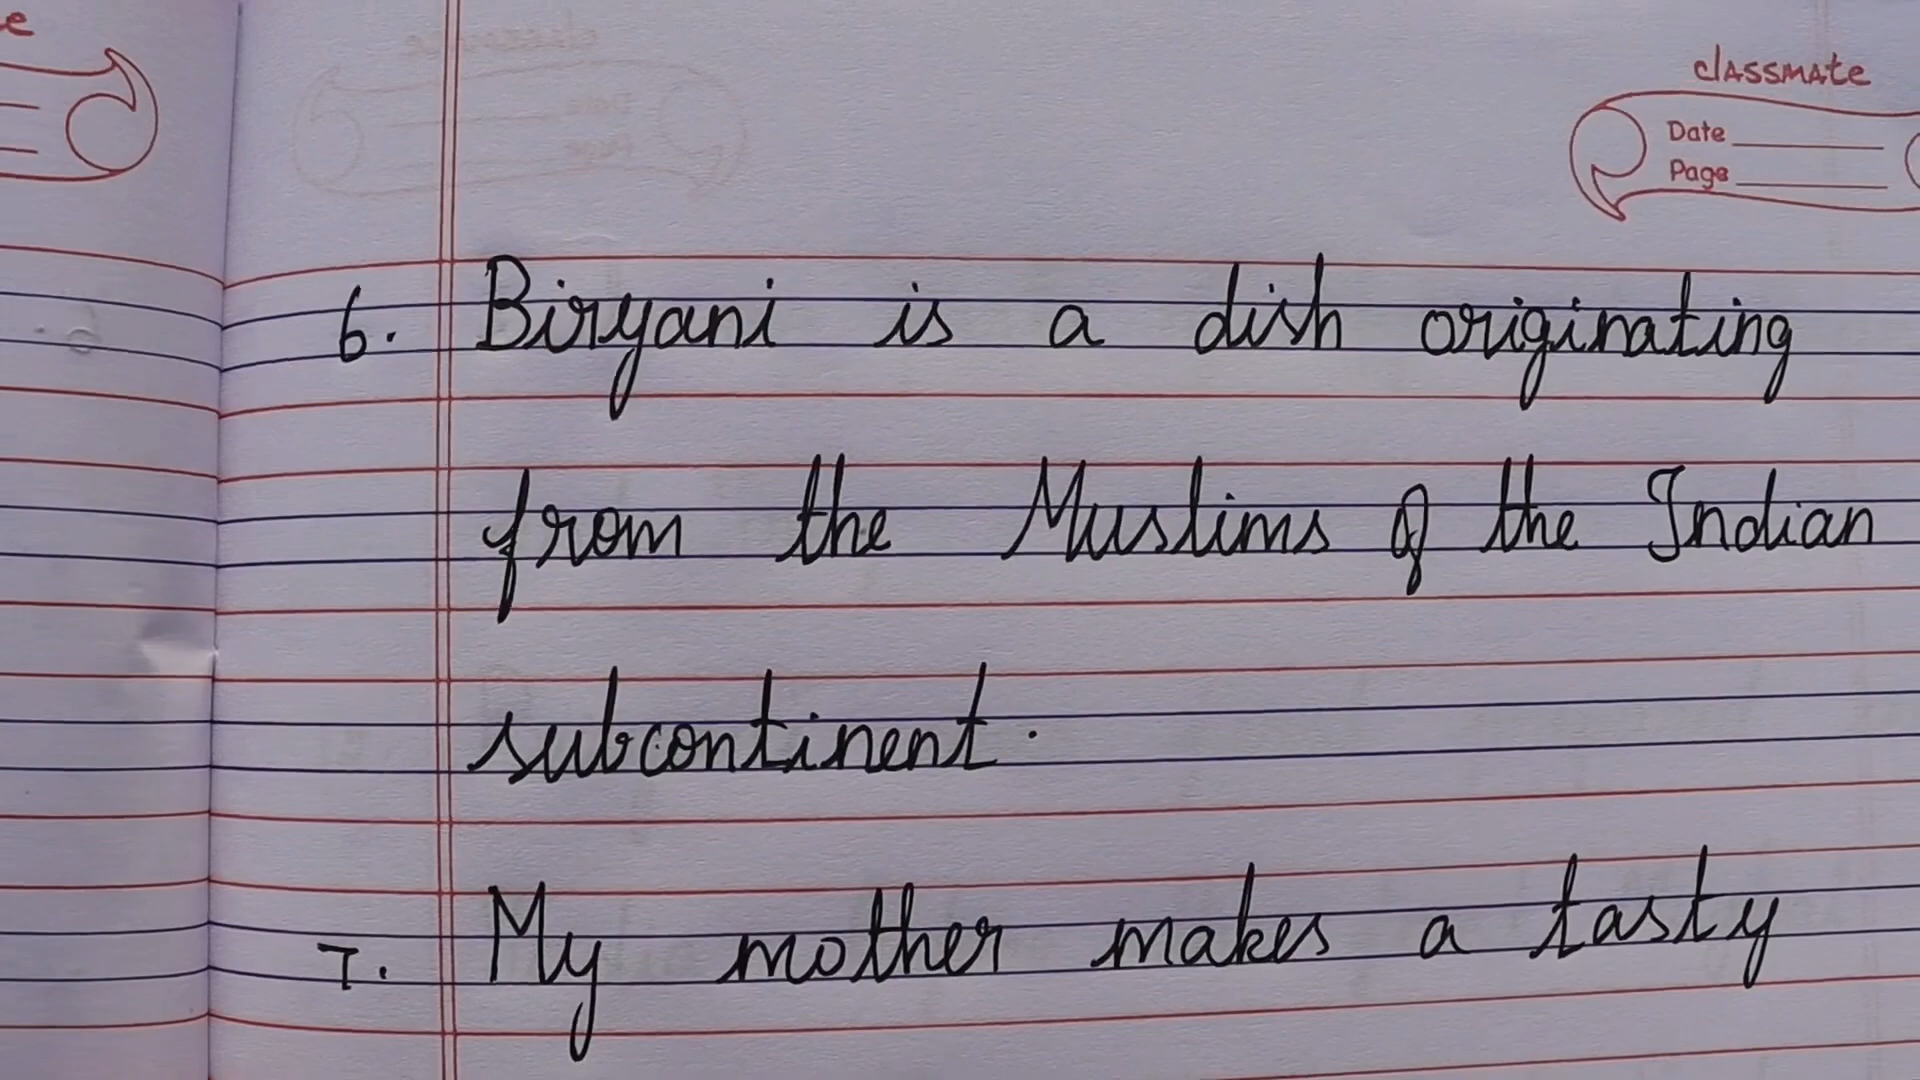 e
classmate
Date
Page
6. Biryani is a dish originating
from the Muslims of the Indian
subcontinent.
7. My mother makes a tasty